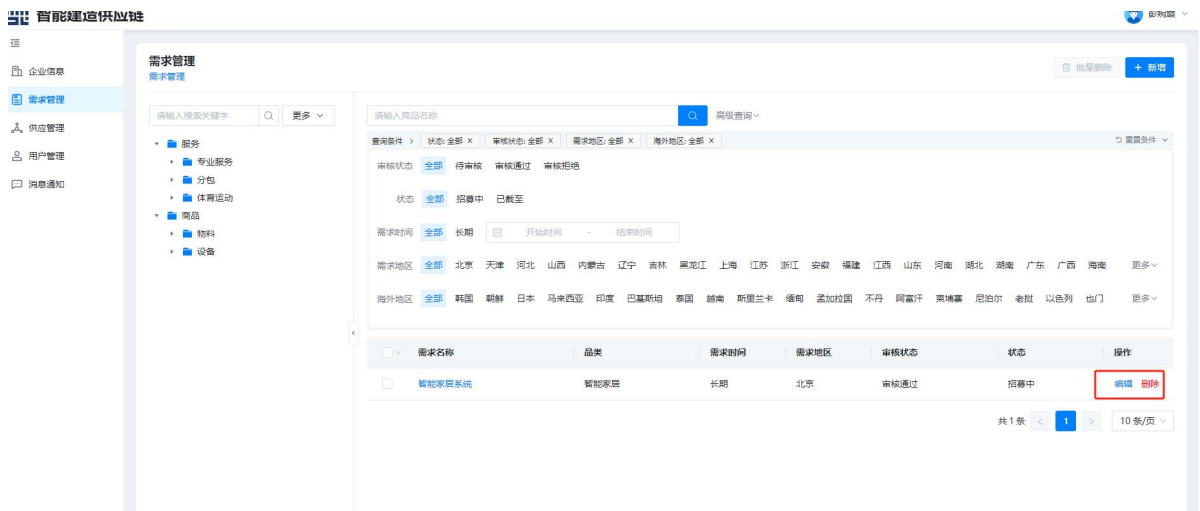 智能建造供应链
企业信息
需求管理
供应管理
用户管理
消息通知
需求管理
需求管理
批量删除 + 新增
请输入搜索关键字 更多
服务
专业服务
分包
体育运动
商品
物料
设备
请输入商品名称 高级查询
查询条件 > 状态: 全部 X 审核状态: 全部 X 需求地区: 全部 X 海外地区: 全部 X 重置条件
审核状态 全部 待审核 审核通过 审核拒绝
状态 全部 招募中 已截至
需求时间 全部 长期 开始时间 - 结束时间
需求地区 全部 北京 天津 河北 山西 内蒙古 辽宁 吉林 黑龙江 上海 江苏 浙江 安徽 福建 江西 山东 河南 湖北 湖南 广东 广西 海南 更多
海外地区 全部 韩国 朝鲜 日本 马来西亚 印度 巴基斯坦 泰国 越南 斯里兰卡 缅甸 孟加拉国 不丹 阿富汗 柬埔寨 尼泊尔 老挝 以色列 也门 更多
需求名称 品类 需求时间 需求地区 审核状态 状态 操作
智能家居系统 智能家居 长期 北京 审核通过 招募中 编辑 删除
共 1 条 < 1 > 10 条/页